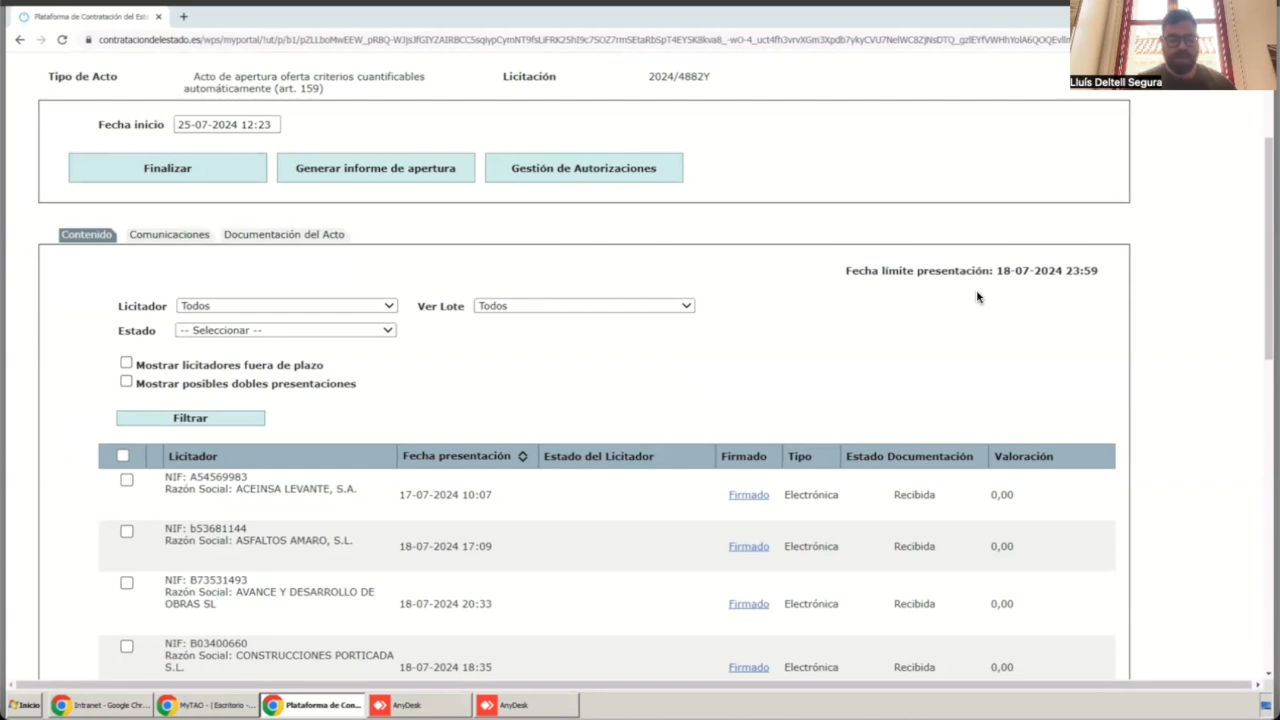 Plataforma de Contratación del Est
contrataciondelestado.es/wps/myportal/!ut/p/b1/
Lluís Deltell Segura
Tipo de Acto
Acto de apertura oferta criterios cuantificables
automáticamente (art. 159)
Licitación
2024/4882Y
Fecha inicio
25-07-2024 12:23
Finalizar
Generar informe de apertura
Gestión de Autorizaciones
Contenido
Comunicaciones
Documentación del Acto
Fecha límite presentación: 18-07-2024 23:59
Licitador
Todos
Ver Lote
Todos
Estado
-- Seleccionar --
Mostrar licitadores fuera de plazo
Mostrar posibles dobles presentaciones
Filtrar
Licitador
Fecha presentación
Estado del Licitador
Firmado
Tipo
Estado Documentación
Valoración
NIF: A54569983
Razón Social: ACEINSA LEVANTE, S.A.
17-07-2024 10:07
Firmado
Electrónica
Recibida
0,00
NIF: b53681144
Razón Social: ASFALTOS AMARO, S.L.
18-07-2024 17:09
Firmado
Electrónica
Recibida
0,00
NIF: B73531493
Razón Social: AVANCE Y DESARROLLO DE
OBRAS SL
18-07-2024 20:33
Firmado
Electrónica
Recibida
0,00
NIF: B03400660
Razón Social: CONSTRUCCIONES PORTICADA
S.L.
18-07-2024 18:35
Firmado
Electrónica
Recibida
0,00
Inicio
Intranet - Google Chr...
MyTAO - [ Escritorio -...
Plataforma de Con...
AnyDesk
AnyDesk